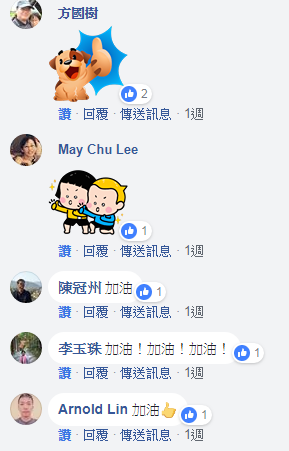 方國樹
2
讚 · 回覆 · 傳送訊息 · 1週
May Chu Lee
1
讚 · 回覆 · 傳送訊息 · 1週
陳冠州 加油
1
讚 · 回覆 · 傳送訊息 · 1週
李玉珠 加油！加油！加油！
1
讚 · 回覆 · 傳送訊息 · 1週
Arnold Lin 加油👍
1
讚 · 回覆 · 傳送訊息 · 1週